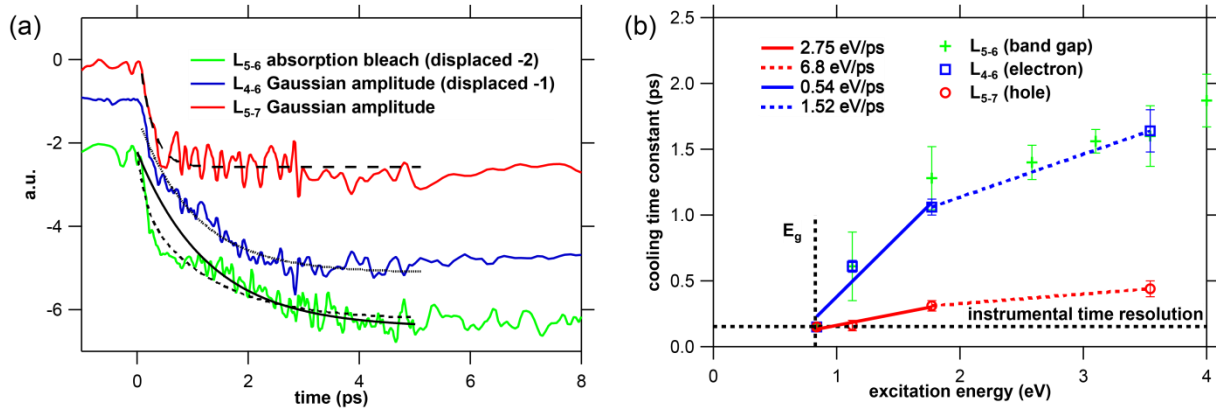 (a)
0
-2
-4
-6
a.u.
L5-6 absorption bleach (displaced -2)
L4-6 Gaussian amplitude (displaced -1)
L5-7 Gaussian amplitude
0
2
4
6
8
time (ps)
(b)
2.5
2.0
1.5
1.0
0.5
0.0
cooling time constant (ps)
2.75 eV/ps
6.8 eV/ps
0.54 eV/ps
1.52 eV/ps
L5-6 (band gap)
L4-6 (electron)
L5-7 (hole)
Eg
instrumental time resolution
0
1
2
3
4
excitation energy (eV)